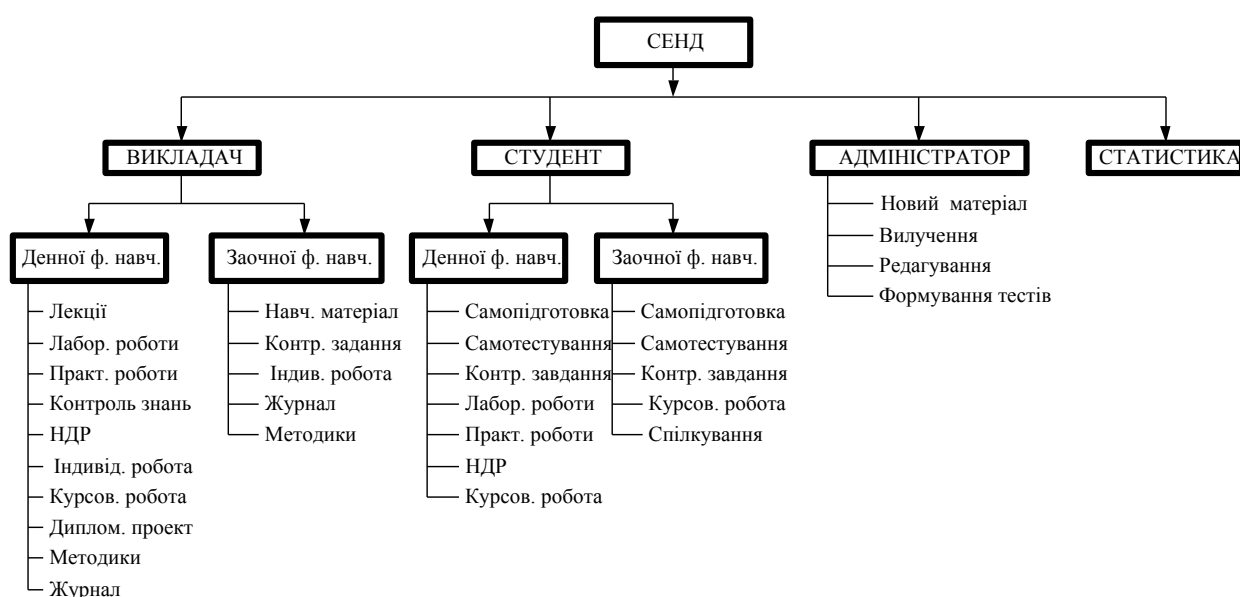 СЕНД
ВИКЛАДАЧ
СТУДЕНТ
АДМІНІСТРАТОР
СТАТИСТИКА
Денної ф. навч.
Заочної ф. навч.
Денної ф. навч.
Заочної ф. навч.
Лекції
Лабор. роботи
Практ. роботи
Контроль знань
НДР
Індивід. робота
Курсов. робота
Диплом. проект
Методики
Журнал
Навч. матеріал
Контр. задання
Індив. робота
Журнал
Методики
Самопідготовка
Самотестування
Контр. завдання
Лабор. роботи
Практ. роботи
НДР
Курсов. робота
Самопідготовка
Самотестування
Контр. завдання
Курсов. робота
Спілкування
Новий матеріал
Вилучення
Редагування
Формування тестів